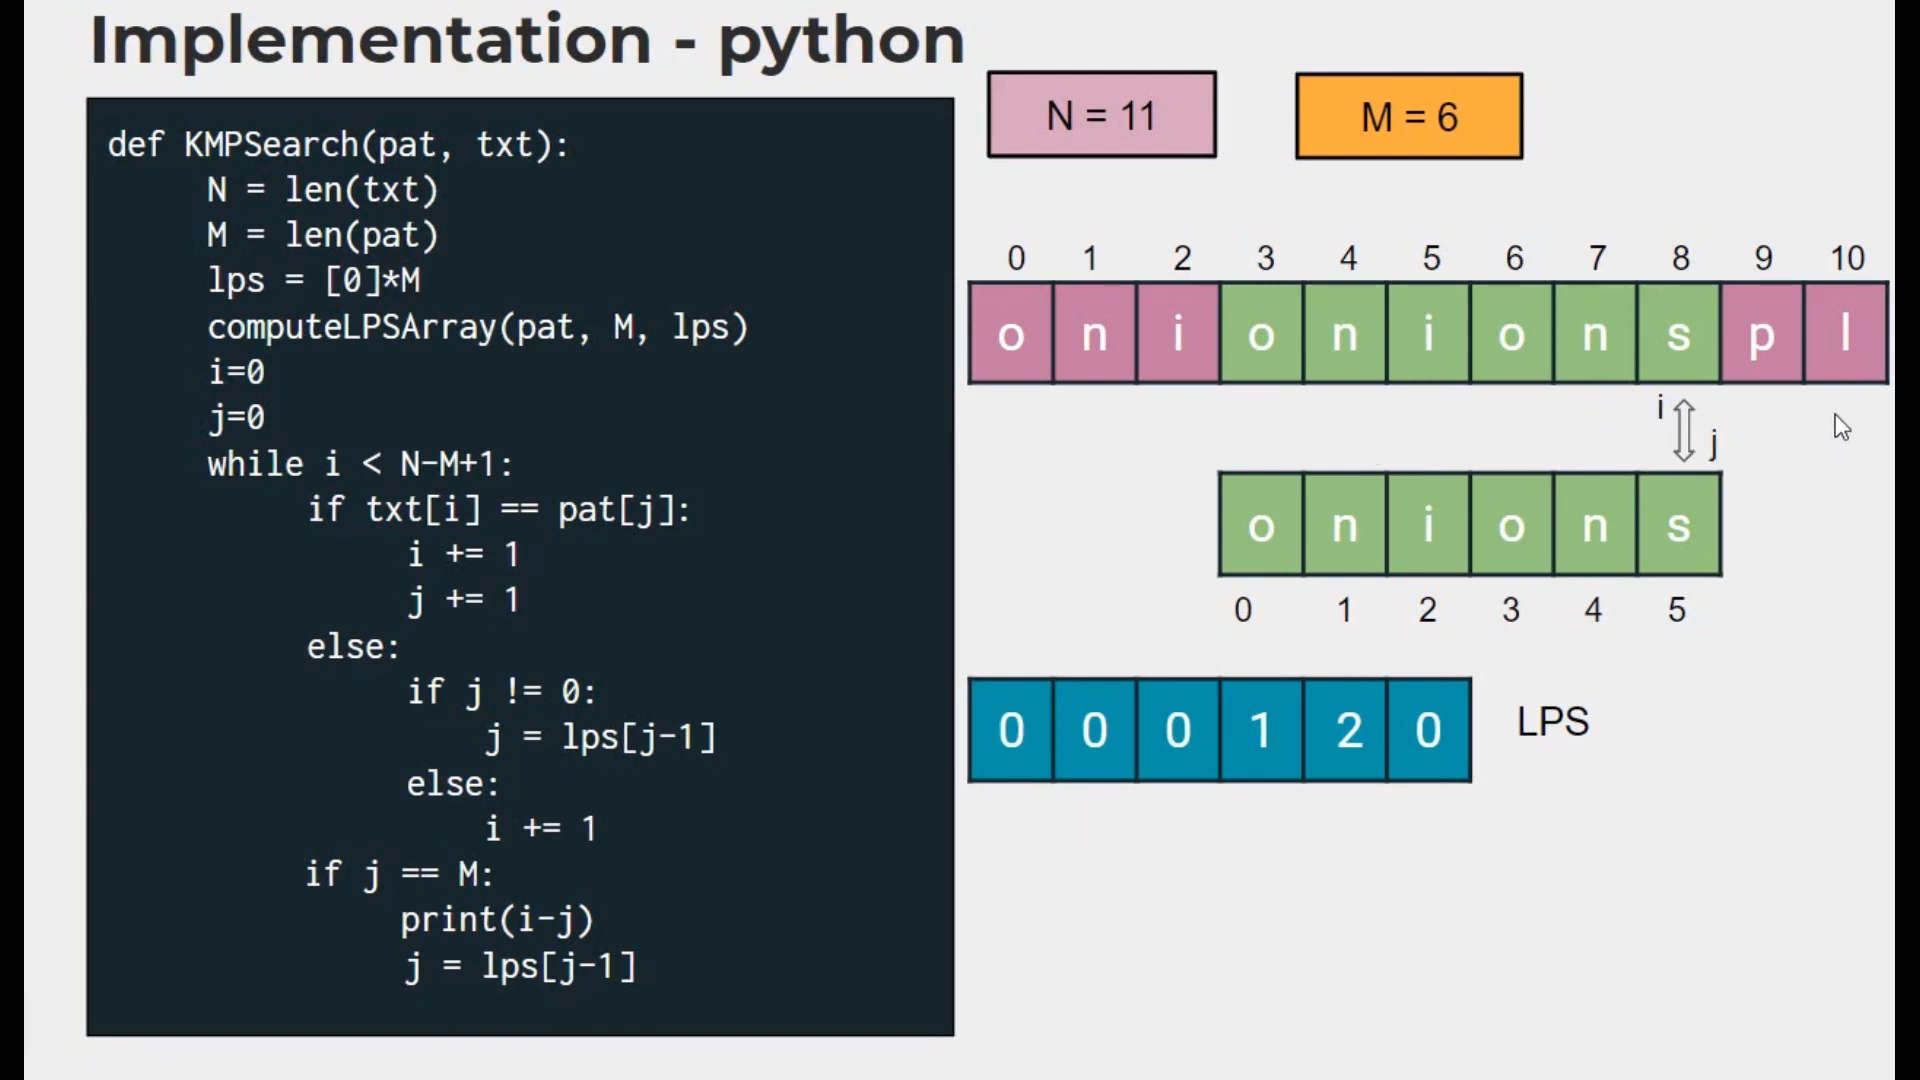 Implementation - python
def KMPSearch(pat, txt):
N = len(txt)
M = len(pat)
lps = [0]*M
computeLPSArray(pat, M, lps)
i=0
j=0
while i < N-M+1:
if txt[i] == pat[j]:
i += 1
j += 1
else:
if j != 0:
j = lps[j-1]
else:
i += 1
if j == M:
print(i-j)
j = lps[j-1]
N = 11
M = 6
0 1 2 3 4 5 6 7 8 9 10
o n i o n i o n s p l
i
j
o n i o n s
0 1 2 3 4 5
0 0 0 1 2 0
LPS